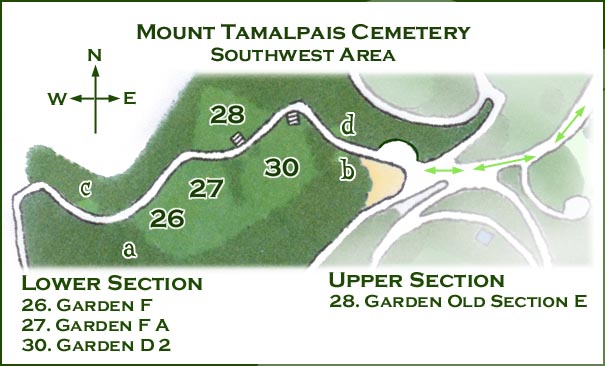 MOUNT TAMALPAIS CEMETERY
SOUTHWEST AREA
N
W E
S
28
d
30
b
c
27
26
a
LOWER SECTION
26. GARDEN F
27. GARDEN F A
30. GARDEN D 2
UPPER SECTION
28. GARDEN OLD SECTION E